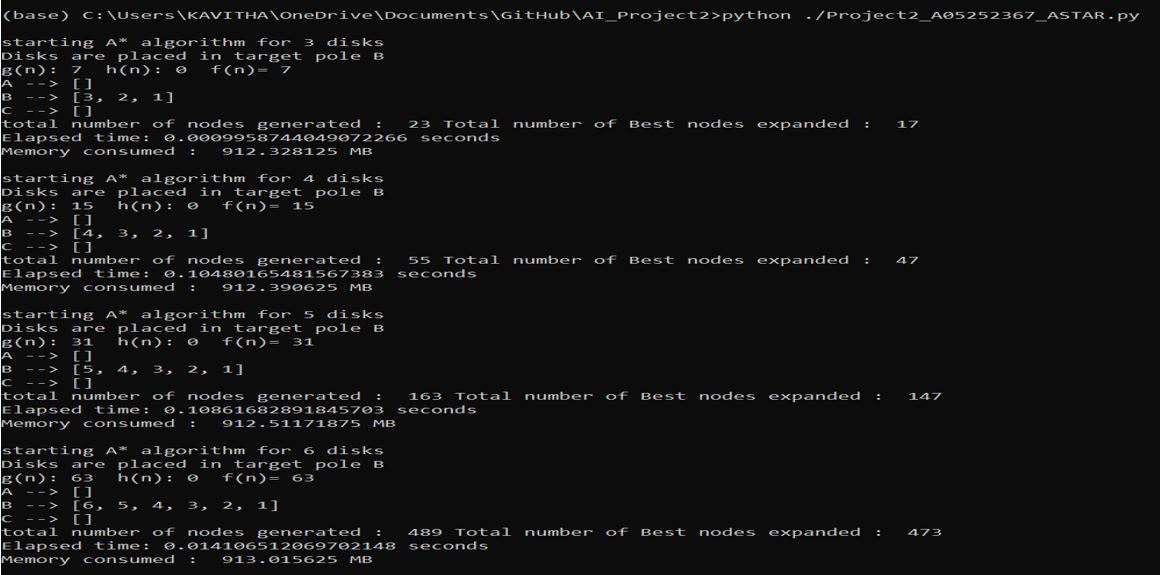 (base) C:\Users\KAVITHA\OneDrive\Documents\GitHub\AI_Project2>python ./Project2_A05252367_ASTAR.py
starting A* algorithm for 3 disks
Disks are placed in target pole B
g(n): 7  h(n): 0  f(n)= 7
A --> []
B --> [3, 2, 1]
C --> []
total number of nodes generated :  23 Total number of Best nodes expanded :  17
Elapsed time: 0.0009958744049072266 seconds
Memory consumed :  912.328125 MB
starting A* algorithm for 4 disks
Disks are placed in target pole B
g(n): 15  h(n): 0  f(n)= 15
A --> []
B --> [4, 3, 2, 1]
C --> []
total number of nodes generated :  55 Total number of Best nodes expanded :  47
Elapsed time: 0.10480165481567383 seconds
Memory consumed :  912.390625 MB
starting A* algorithm for 5 disks
Disks are placed in target pole B
g(n): 31  h(n): 0  f(n)= 31
A --> []
B --> [5, 4, 3, 2, 1]
C --> []
total number of nodes generated :  163 Total number of Best nodes expanded :  147
Elapsed time: 0.10861682891845703 seconds
Memory consumed :  912.51171875 MB
starting A* algorithm for 6 disks
Disks are placed in target pole B
g(n): 63  h(n): 0  f(n)= 63
A --> []
B --> [6, 5, 4, 3, 2, 1]
C --> []
total number of nodes generated :  489 Total number of Best nodes expanded :  473
Elapsed time: 0.014106512069702148 seconds
Memory consumed :  913.015625 MB